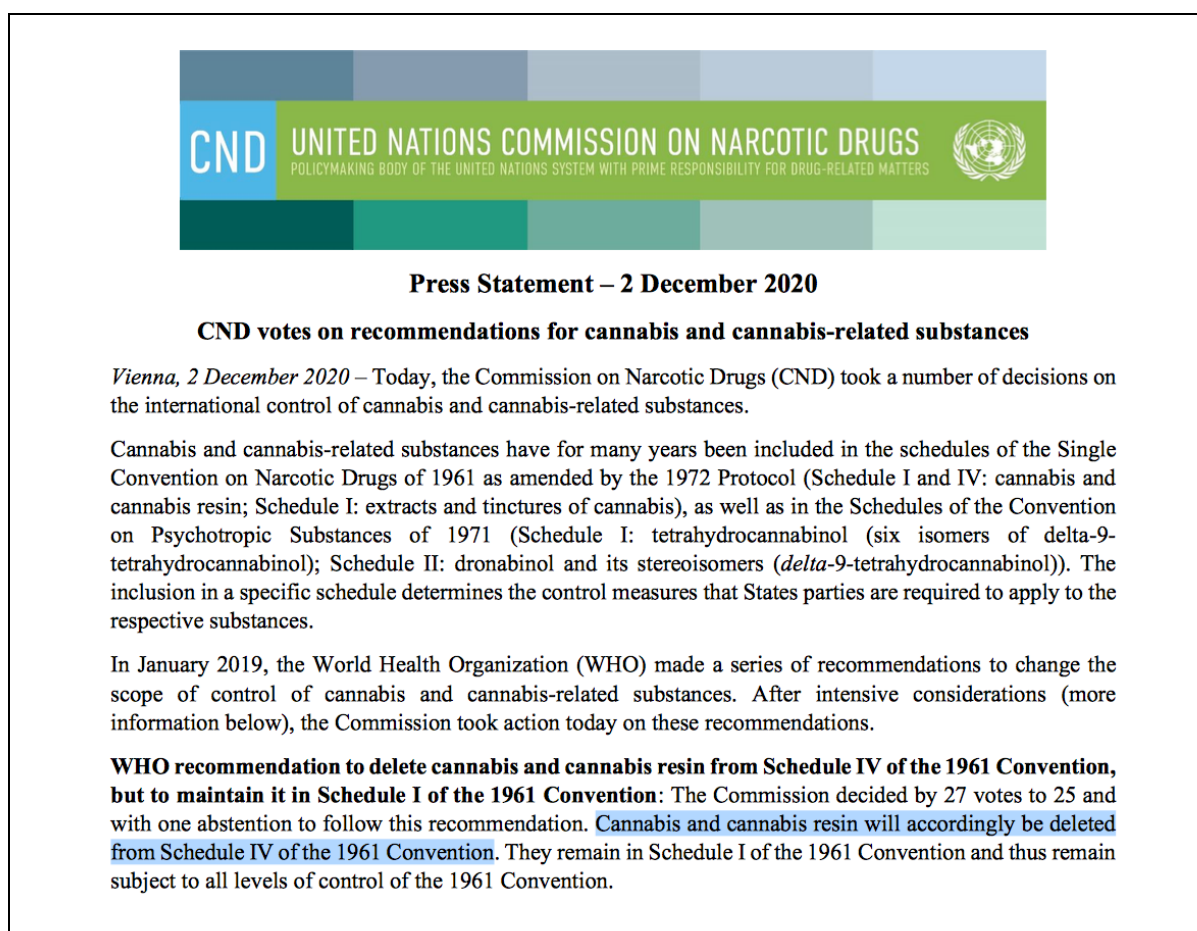 CND
UNITED NATIONS COMMISSION ON NARCOTIC DRUGS
POLICYMAKING BODY OF THE UNITED NATIONS SYSTEM WITH PRIME RESPONSIBILITY FOR DRUG-RELATED MATTERS
Press Statement – 2 December 2020
CND votes on recommendations for cannabis and cannabis-related substances
Vienna, 2 December 2020 – Today, the Commission on Narcotic Drugs (CND) took a number of decisions on
the international control of cannabis and cannabis-related substances.
Cannabis and cannabis-related substances have for many years been included in the schedules of the Single
Convention on Narcotic Drugs of 1961 as amended by the 1972 Protocol (Schedule I and IV: cannabis and
cannabis resin; Schedule I: extracts and tinctures of cannabis), as well as in the Schedules of the Convention
on Psychotropic Substances of 1971 (Schedule I: tetrahydrocannabinol (six isomers of delta-9-
tetrahydrocannabinol); Schedule II: dronabinol and its stereoisomers (delta-9-tetrahydrocannabinol)). The
inclusion in a specific schedule determines the control measures that States parties are required to apply to the
respective substances.
In January 2019, the World Health Organization (WHO) made a series of recommendations to change the
scope of control of cannabis and cannabis-related substances. After intensive considerations (more
information below), the Commission took action today on these recommendations.
WHO recommendation to delete cannabis and cannabis resin from Schedule IV of the 1961 Convention,
but to maintain it in Schedule I of the 1961 Convention: The Commission decided by 27 votes to 25 and
with one abstention to follow this recommendation. Cannabis and cannabis resin will accordingly be deleted
from Schedule IV of the 1961 Convention. They remain in Schedule I of the 1961 Convention and thus remain
subject to all levels of control of the 1961 Convention.